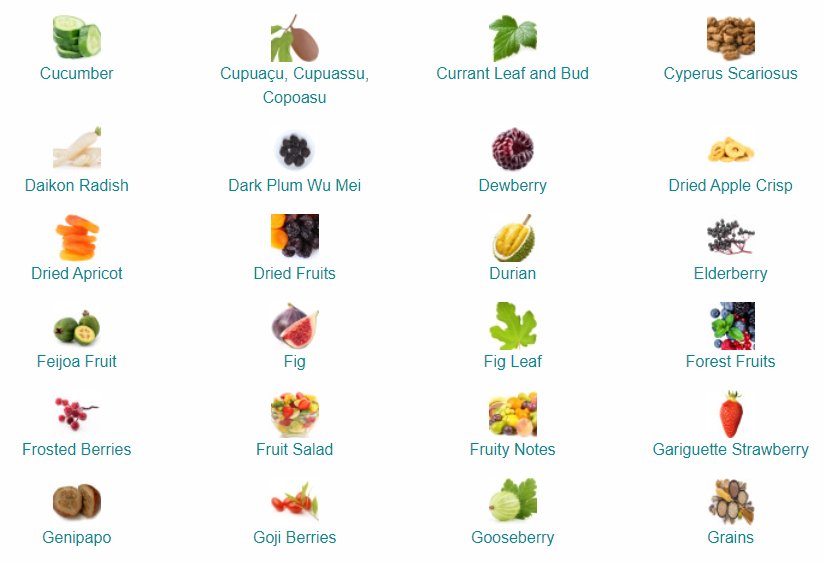 Cucumber
Cupuaçu, Cupuassu,
Copoasu
Currant Leaf and Bud
Cyperus Scariosus
Daikon Radish
Dark Plum Wu Mei
Dewberry
Dried Apple Crisp
Dried Apricot
Dried Fruits
Durian
Elderberry
Feijoa Fruit
Fig
Fig Leaf
Forest Fruits
Frosted Berries
Fruit Salad
Fruity Notes
Gariguette Strawberry
Genipapo
Goji Berries
Gooseberry
Grains